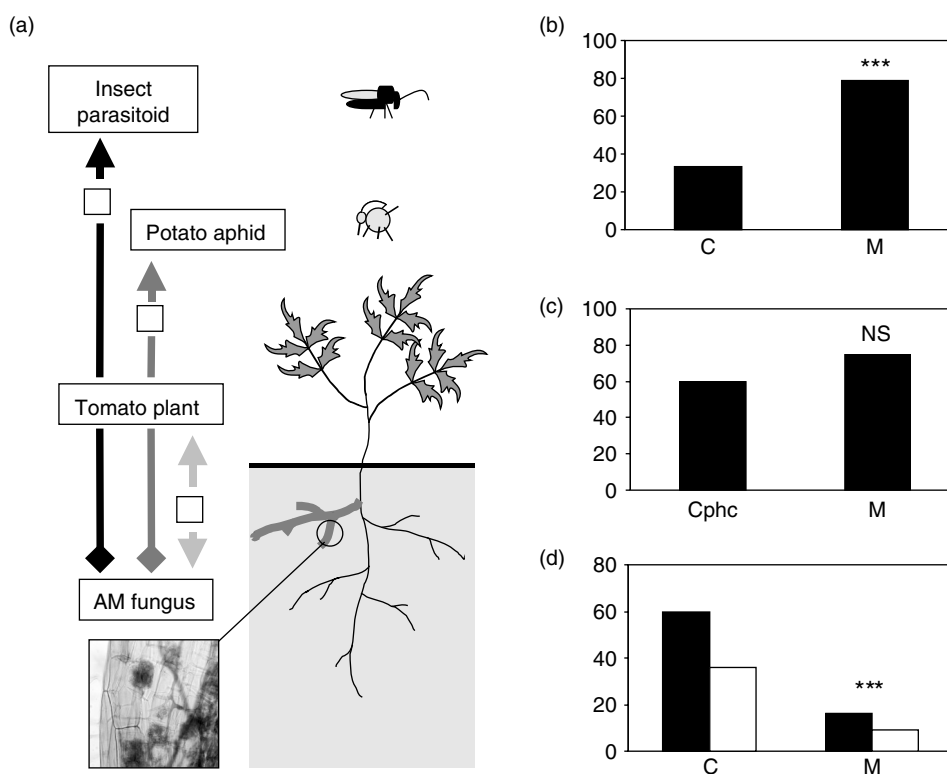 (a)
Insect
parasitoid
Potato aphid
Tomato plant
AM fungus
(b)
100
80
60
40
20
0
***
C
M
(c)
100
80
60
40
20
0
NS
Cphc
M
(d)
80
60
40
20
0
***
C
M